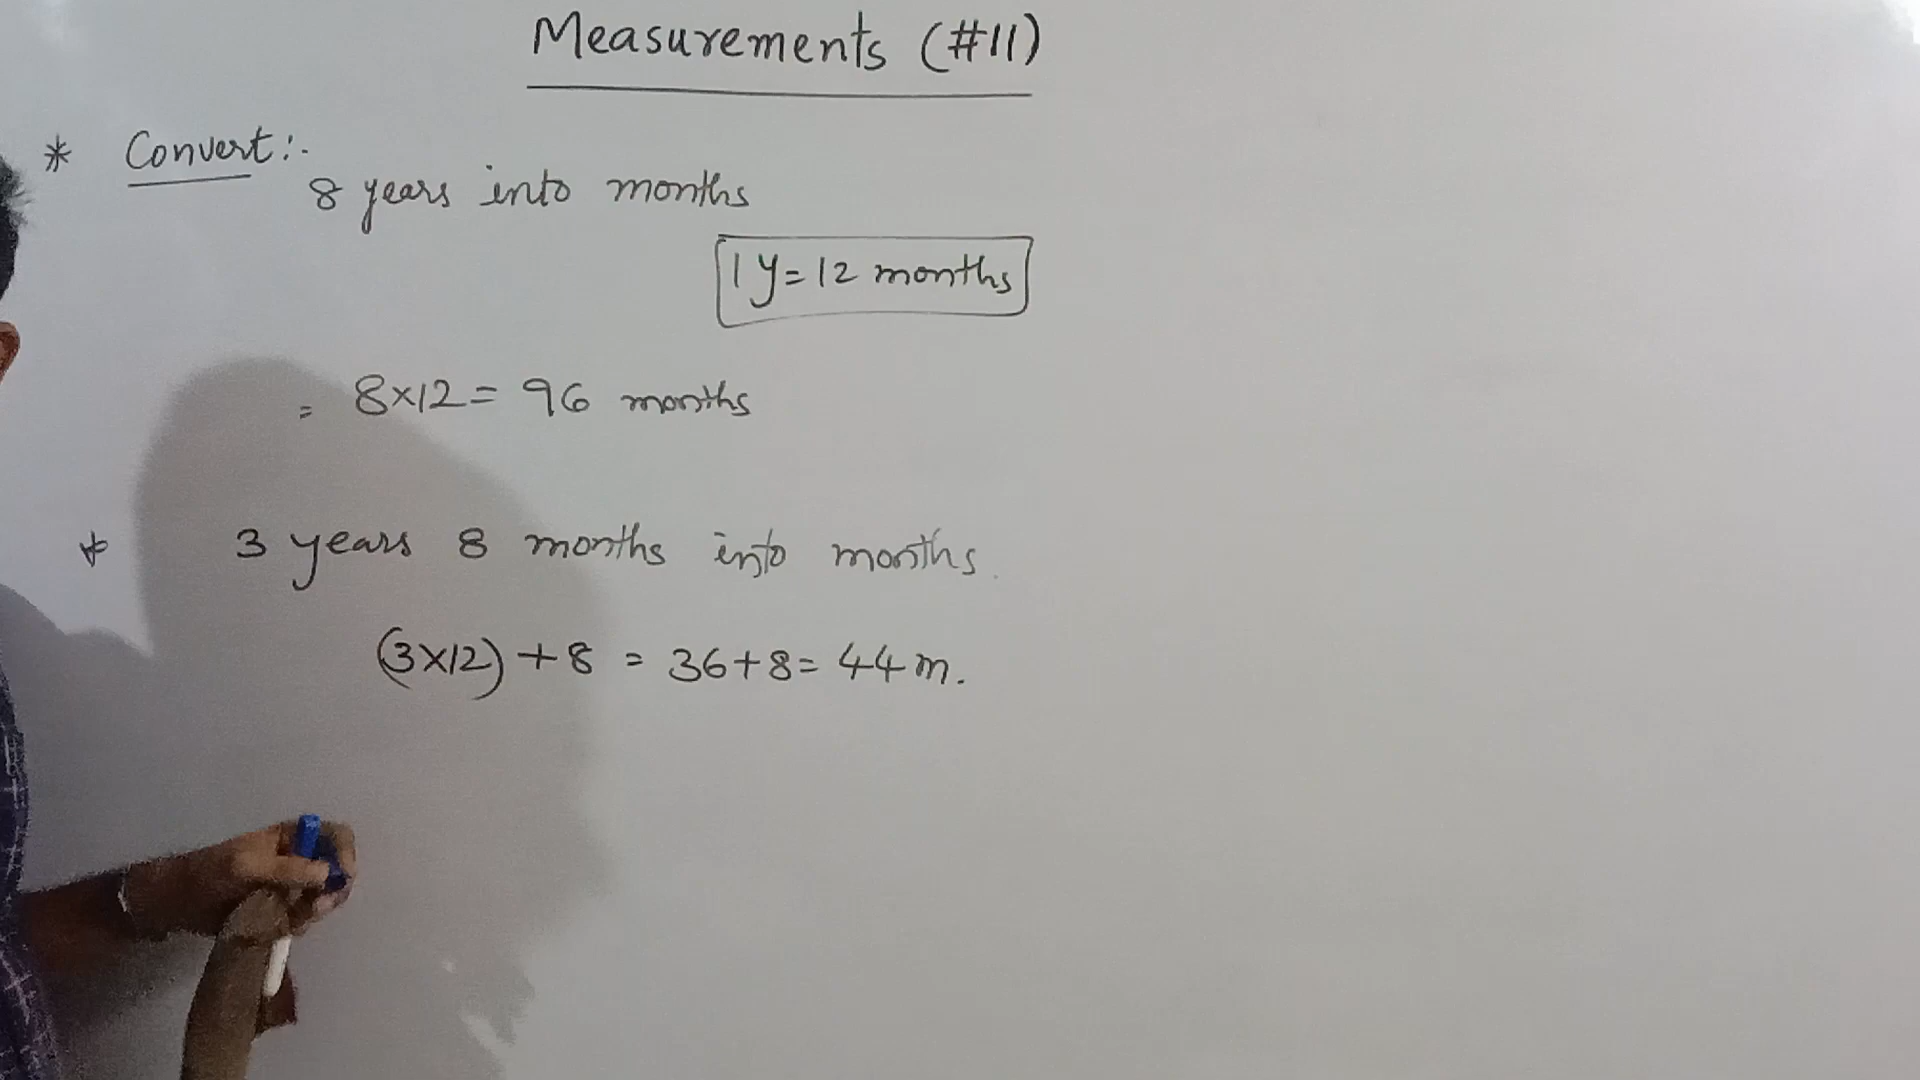 Measurements (#11)
* Convert:-
8 years into months
1y = 12 months
= 8×12 = 96 months
* 3 years 8 months into months.
(3×12) + 8 = 36+8 = 44 m.